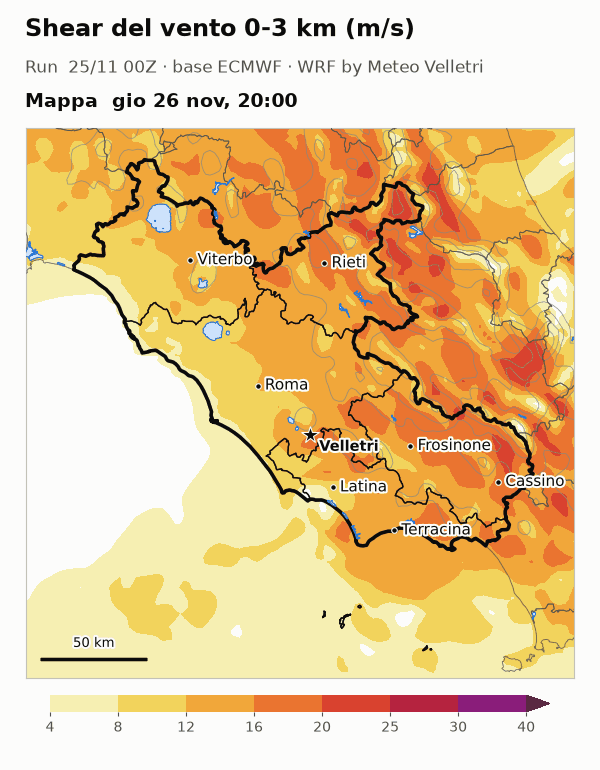 Shear del vento 0-3 km (m/s)
Run  25/11 00Z · base ECMWF · WRF by Meteo Velletri
Mappa  gio 26 nov, 20:00
Viterbo
Rieti
Roma
Velletri
Frosinone
Latina
Cassino
Terracina
50 km
4 8 12 16 20 25 30 40